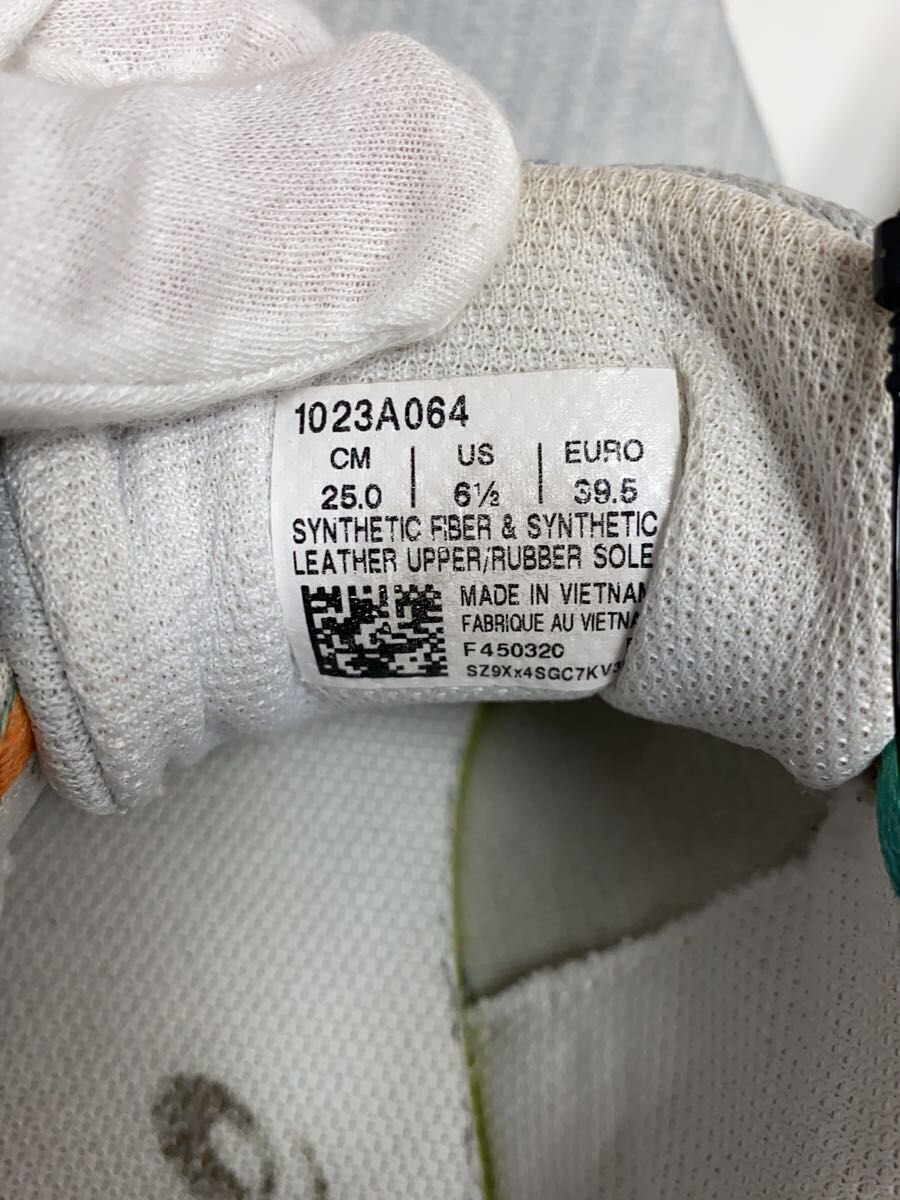 1023A064
CM | US | EURO
25.0 | 6½ | 39.5
SYNTHETIC FIBER & SYNTHETIC
LEATHER UPPER/RUBBER SOLE
MADE IN VIETNAM
FABRIQUE AU VIETNA
F450320
SZ9Xx4SGC7KV3